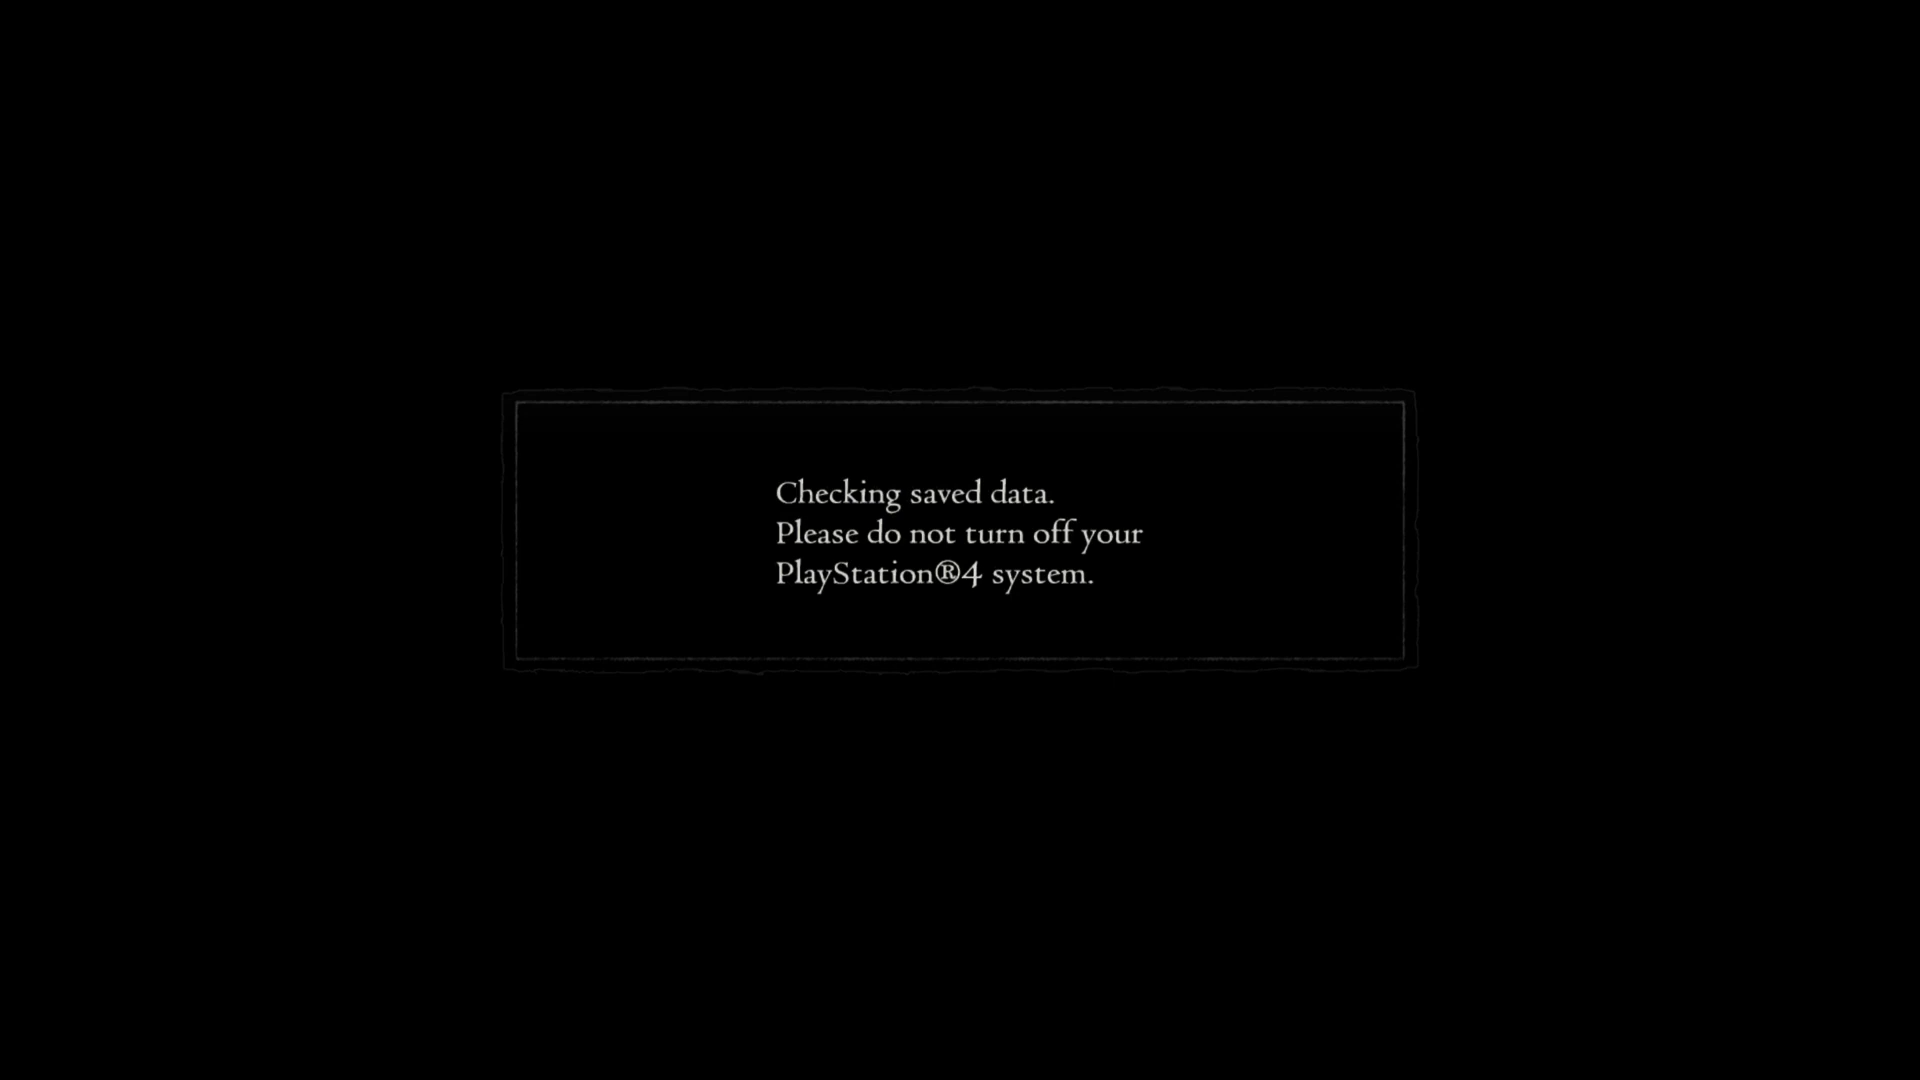 Checking saved data.
Please do not turn off your
PlayStation®4 system.